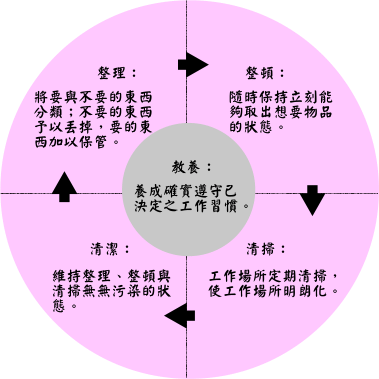 整理：
將要與不要的東西
分類；不要的東西
予以丟掉，要的東
西加以保管。
整頓：
隨時保持立刻能
夠取出想要物品
的狀態。
教養：
養成確實遵守已
決定之工作習慣。
清潔：
維持整理、整頓與
清掃無無污染的狀
態。
清掃：
工作場所定期清掃，
使工作場所明朗化。